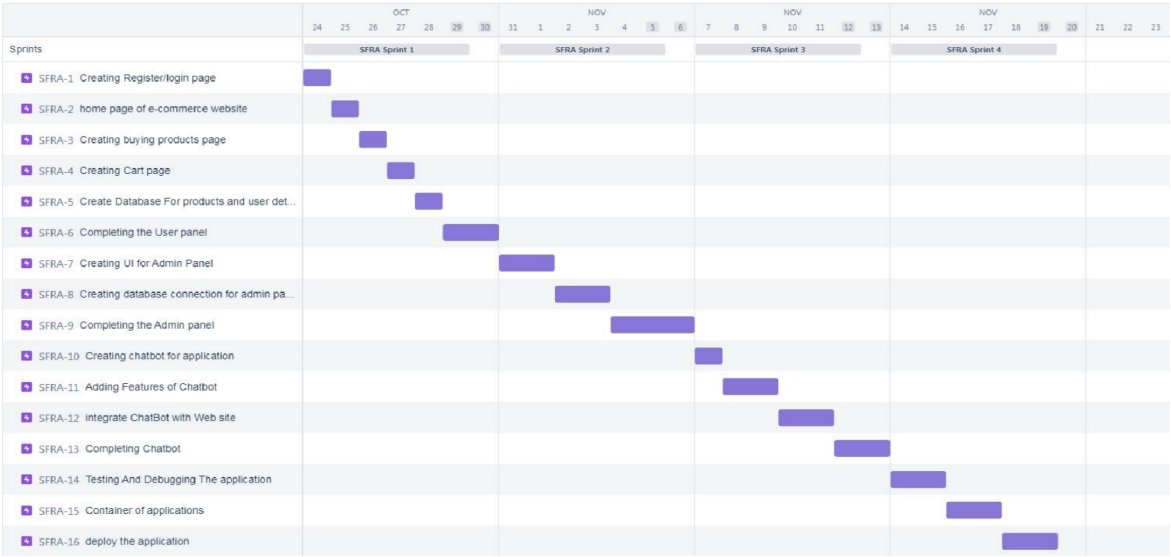 OCT NOV NOV NOV
24 25 26 27 28 29 30 31 1 2 3 4 5 6 7 8 9 10 11 12 13 14 15 16 17 18 19 20 21 22 23
Sprints SFRA Sprint 1 SFRA Sprint 2 SFRA Sprint 3 SFRA Sprint 4
SFRA-1 Creating Register/login page
SFRA-2 home page of e-commerce website
SFRA-3 Creating buying products page
SFRA-4 Creating Cart page
SFRA-5 Create Database For products and user det...
SFRA-6 Completing the User panel
SFRA-7 Creating UI for Admin Panel
SFRA-8 Creating database connection for admin pa...
SFRA-9 Completing the Admin panel
SFRA-10 Creating chatbot for application
SFRA-11 Adding Features of Chatbot
SFRA-12 integrate ChatBot with Web site
SFRA-13 Completing Chatbot
SFRA-14 Testing And Debugging The application
SFRA-15 Container of applications
SFRA-16 deploy the application